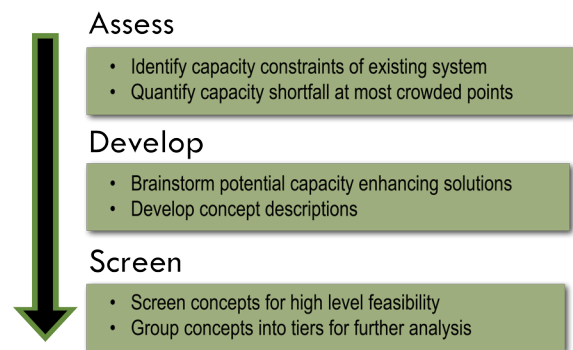 Assess
• Identify capacity constraints of existing system
• Quantify capacity shortfall at most crowded points
Develop
• Brainstorm potential capacity enhancing solutions
• Develop concept descriptions
Screen
• Screen concepts for high level feasibility
• Group concepts into tiers for further analysis